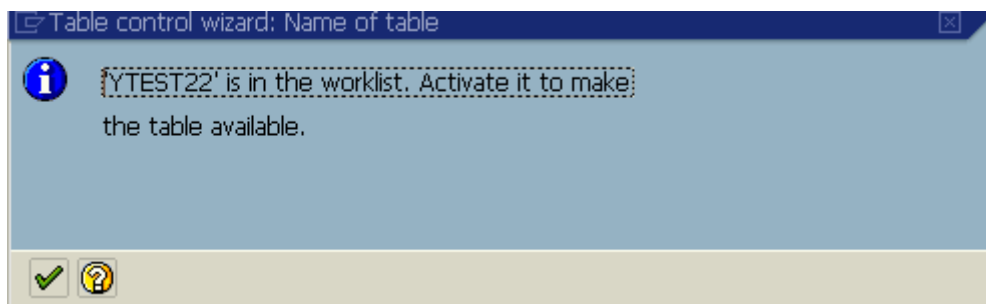 Table control wizard: Name of table
'YTEST22' is in the worklist. Activate it to make
the table available.